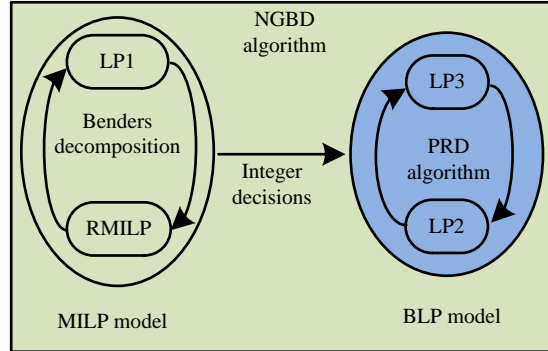 NGBD
algorithm
LP1
Benders
decomposition
RMILP
MILP model
Integer
decisions
LP3
PRD
algorithm
LP2
BLP model